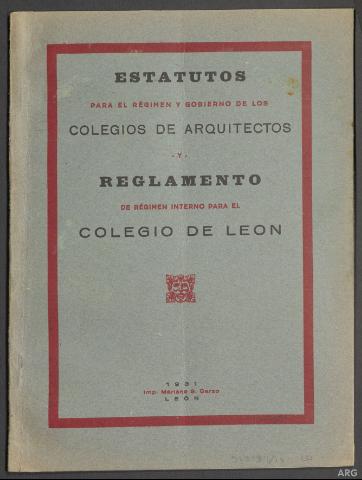 ESTATUTOS
PARA EL RÉGIMEN Y GOBIERNO DE LOS
COLEGIOS DE ARQUITECTOS
- Y -
REGLAMENTO
DE RÉGIMEN INTERNO PARA EL
COLEGIO DE LEON
1931
Imp. Mariano G. Garzo
LEÓN
ARG